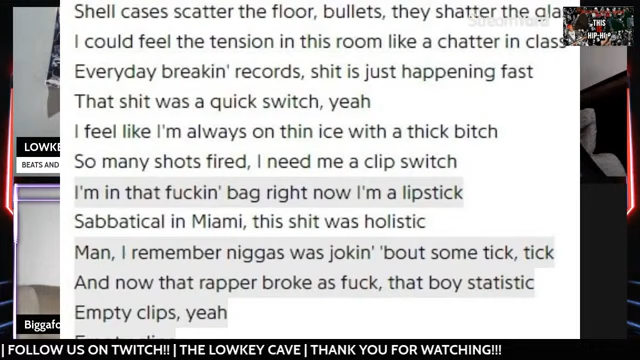 Shell cases scatter the floor, bullets, they shatter the gla
I could feel the tension in this room like a chatter in class
Everyday breakin' records, shit is just happening fast
That shit was a quick switch, yeah
I feel like I'm always on thin ice with a thick bitch
So many shots fired, I need me a clip switch
I'm in that fuckin' bag right now I'm a lipstick
Sabbatical in Miami, this shit was holistic
Man, I remember niggas was jokin' 'bout some tick, tick
And now that rapper broke as fuck, that boy statistic
Empty clips, yeah
THIS
HIP-HOP
LOWKE
BEATS AND
Biggafo
| FOLLOW US ON TWITCH!! | THE LOWKEY CAVE | THANK YOU FOR WATCHING!!!